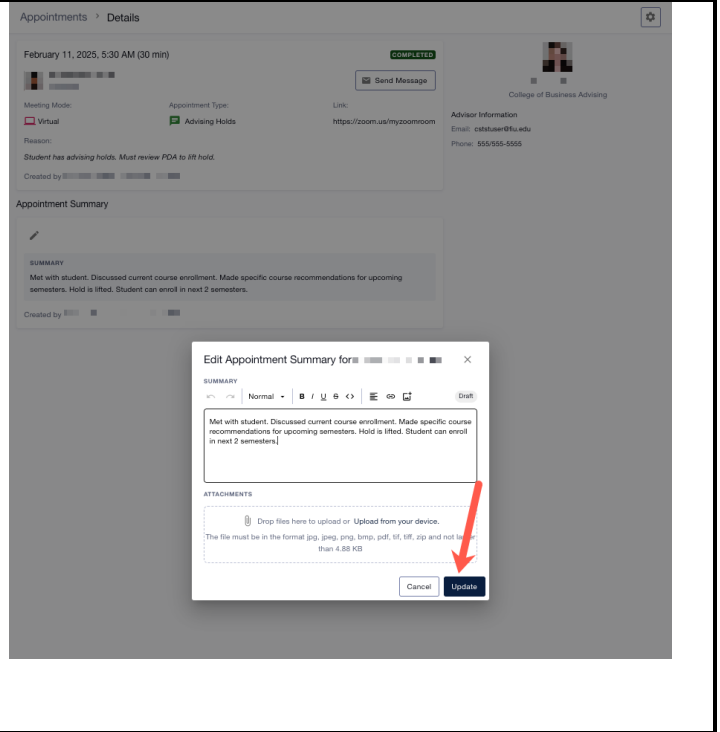 Appointments > Details
February 11, 2025, 5:30 AM (30 min)
COMPLETED
Send Message
Meeting Mode:
Appointment Type:
Link:
Virtual
Advising Holds
https://zoom.us/myzoomroom
Reason:
Student has advising holds. Must review PDA to lift hold.
Created by
College of Business Advising
Advisor Information
Email: cststuser@fiu.edu
Phone: 555/555-5555
Appointment Summary
SUMMARY
Met with student. Discussed current course enrollment. Made specific course recommendations for upcoming
semesters. Hold is lifted. Student can enroll in next 2 semesters.
Created by
Edit Appointment Summary for
SUMMARY
Normal
B I U S <>
Draft
Met with student. Discussed current course enrollment. Made specific course
recommendations for upcoming semesters. Hold is lifted. Student can enroll
in next 2 semesters.
ATTACHMENTS
Drop files here to upload or Upload from your device.
The file must be in the format jpg, jpeg, png, bmp, pdf, tif, tiff, zip and not
than 4.88 KB
Cancel
Update